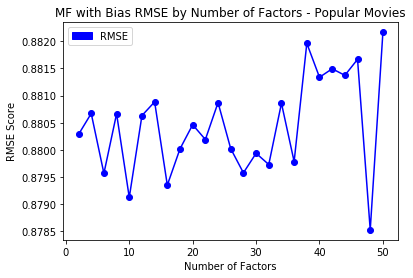 MF with Bias RMSE by Number of Factors - Popular Movies
RMSE
0.8820
0.8815
0.8810
0.8805
0.8800
0.8795
0.8790
0.8785
RMSE Score
0 10 20 30 40 50
Number of Factors